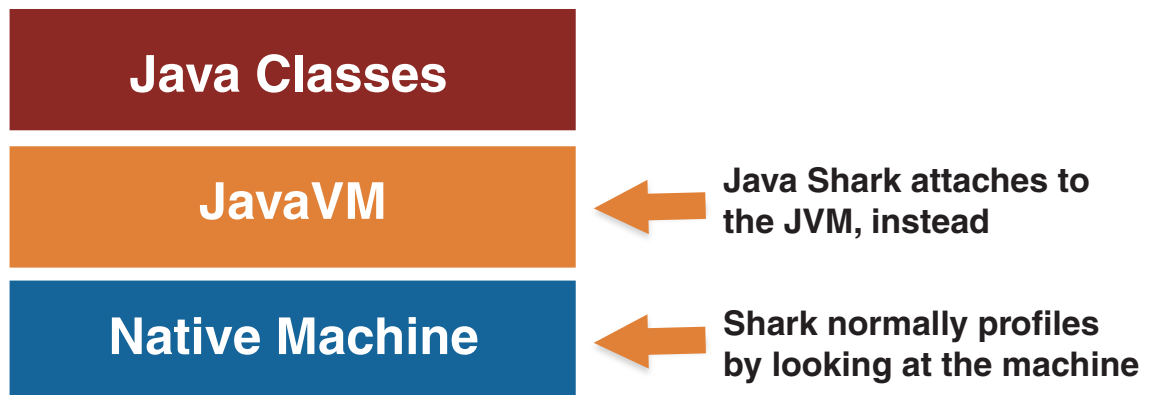 Java Classes
JavaVM
Java Shark attaches to
the JVM, instead
Native Machine
Shark normally profiles
by looking at the machine